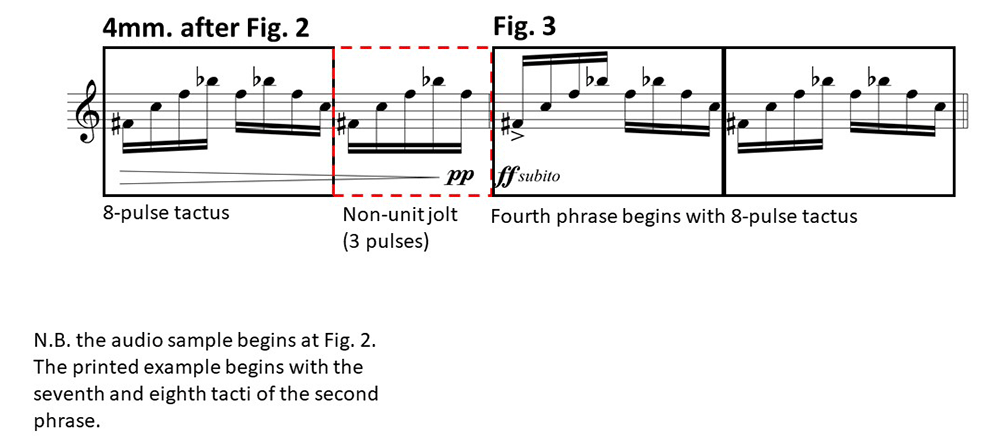 4mm. after Fig. 2
Fig. 3
pp
ff subito
8-pulse tactus
Non-unit jolt
(3 pulses)
Fourth phrase begins with 8-pulse tactus
N.B. the audio sample begins at Fig. 2.
The printed example begins with the
seventh and eighth tacti of the second
phrase.